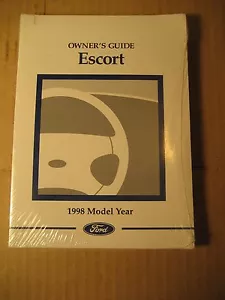 OWNER'S GUIDE
Escort
1998 Model Year
Ford